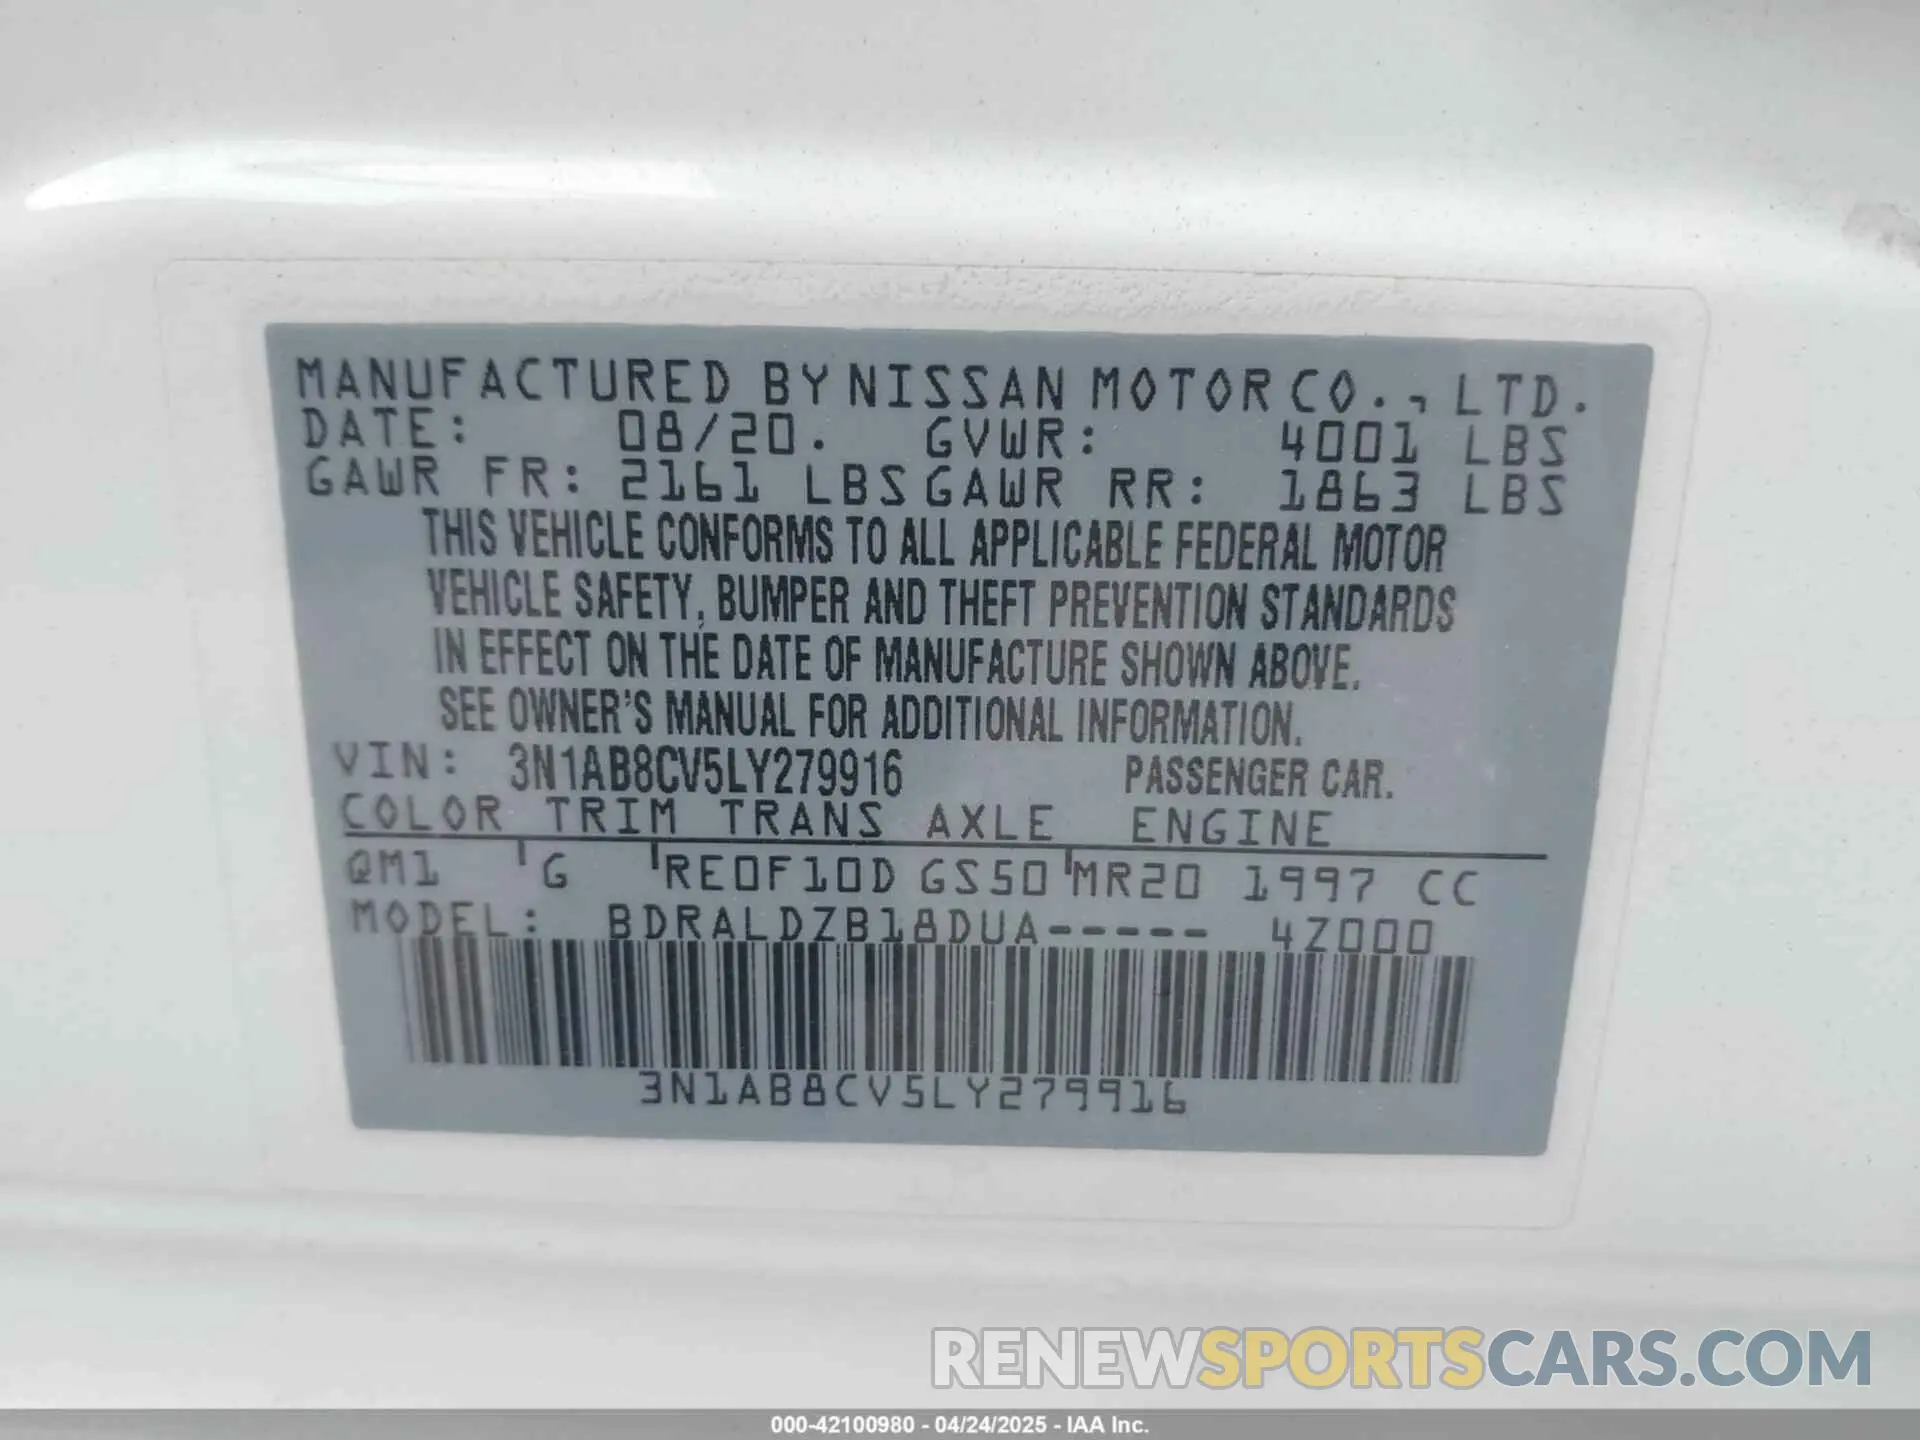 MANUFACTURED BY NISSAN MOTOR CO., LTD.
DATE: 08/20. GVWR: 4001 LBS
GAWR FR: 2161 LBS GAWR RR: 1863 LBS
THIS VEHICLE CONFORMS TO ALL APPLICABLE FEDERAL MOTOR
VEHICLE SAFETY, BUMPER AND THEFT PREVENTION STANDARDS
IN EFFECT ON THE DATE OF MANUFACTURE SHOWN ABOVE.
SEE OWNER'S MANUAL FOR ADDITIONAL INFORMATION.
VIN: 3N1AB8CV5LY279916 PASSENGER CAR.
COLOR TRIM TRANS AXLE ENGINE
QM1 G RE0F10D GS50 MR20 1997 CC
MODEL: BDRALDZB18DUA----- 4Z000
3N1AB8CV5LY279916
RENEWSPORTSCARS.COM
000-42100980 - 04/24/2025 - IAA Inc.